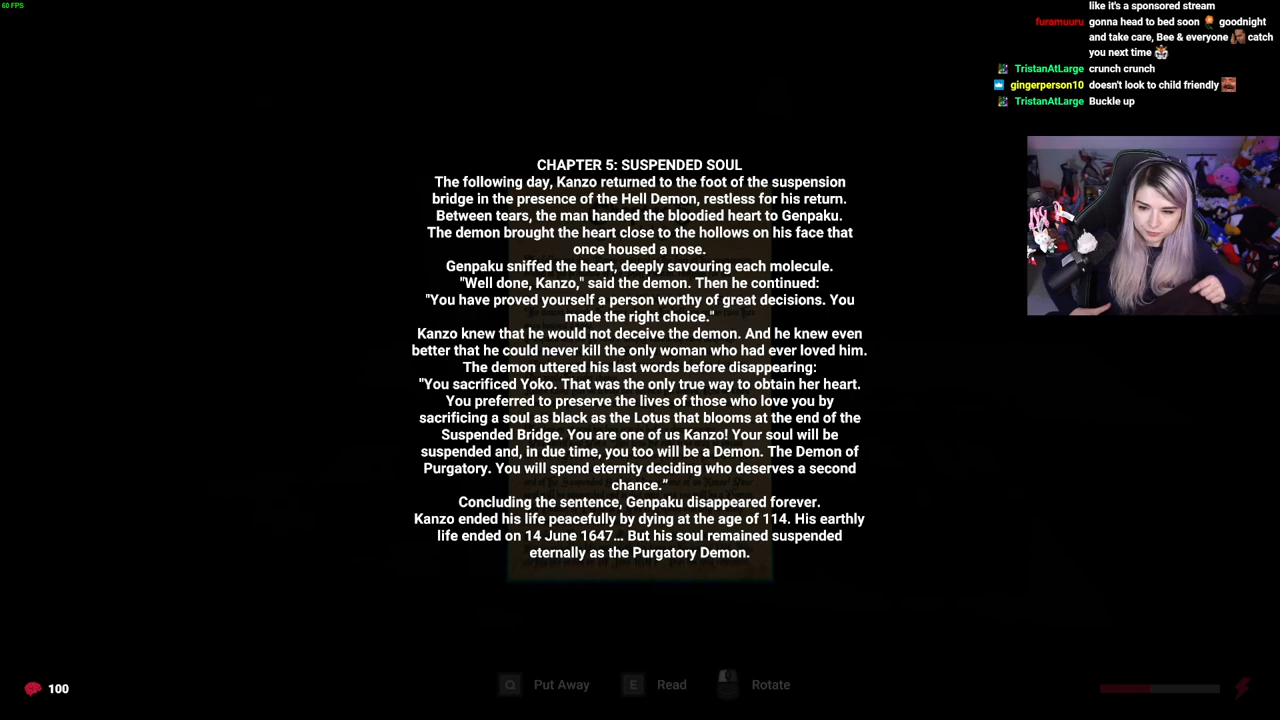 60 FPS
like it's a sponsored stream
furamuuru gonna head to bed soon goodnight
and take care, Bee & everyone catch
you next time
TristanAtLarge crunch crunch
gingerperson10 doesn't look to child friendly
TristanAtLarge Buckle up
CHAPTER 5: SUSPENDED SOUL
The following day, Kanzo returned to the foot of the suspension
bridge in the presence of the Hell Demon, restless for his return.
Between tears, the man handed the bloodied heart to Genpaku.
The demon brought the heart close to the hollows on his face that
once housed a nose.
Genpaku sniffed the heart, deeply savouring each molecule.
"Well done, Kanzo," said the demon. Then he continued:
"You have proved yourself a person worthy of great decisions. You
made the right choice."
Kanzo knew that he would not deceive the demon. And he knew even
better that he could never kill the only woman who had ever loved him.
The demon uttered his last words before disappearing:
"You sacrificed Yoko. That was the only true way to obtain her heart.
You preferred to preserve the lives of those who love you by
sacrificing a soul as black as the Lotus that blooms at the end of the
Suspended Bridge. You are one of us Kanzo! Your soul will be
suspended and, in due time, you too will be a Demon. The Demon of
Purgatory. You will spend eternity deciding who deserves a second
chance.”
Concluding the sentence, Genpaku disappeared forever.
Kanzo ended his life peacefully by dying at the age of 114. His earthly
life ended on 14 June 1647... But his soul remained suspended
eternally as the Purgatory Demon.
100
Q Put Away E Read Rotate